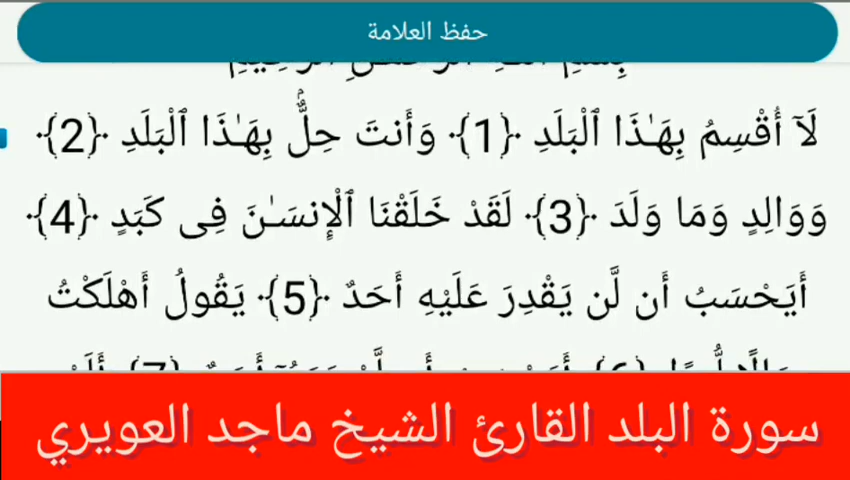 حفظ العلامة
لَآ أُقْسِمُ بِهَـٰذَا ٱلْبَلَدِ ﴿1﴾ وَأَنتَ حِلٌّۢ بِهَـٰذَا ٱلْبَلَدِ ﴿2﴾
وَوَالِدٍ وَمَا وَلَدَ ﴿3﴾ لَقَدْ خَلَقْنَا ٱلْإِنسَـٰنَ فِى كَبَدٍ ﴿4﴾
أَيَحْسَبُ أَن لَّن يَقْدِرَ عَلَيْهِ أَحَدٌ ﴿5﴾ يَقُولُ أَهْلَكْتُ
سورة البلد القارئ الشيخ ماجد العويري